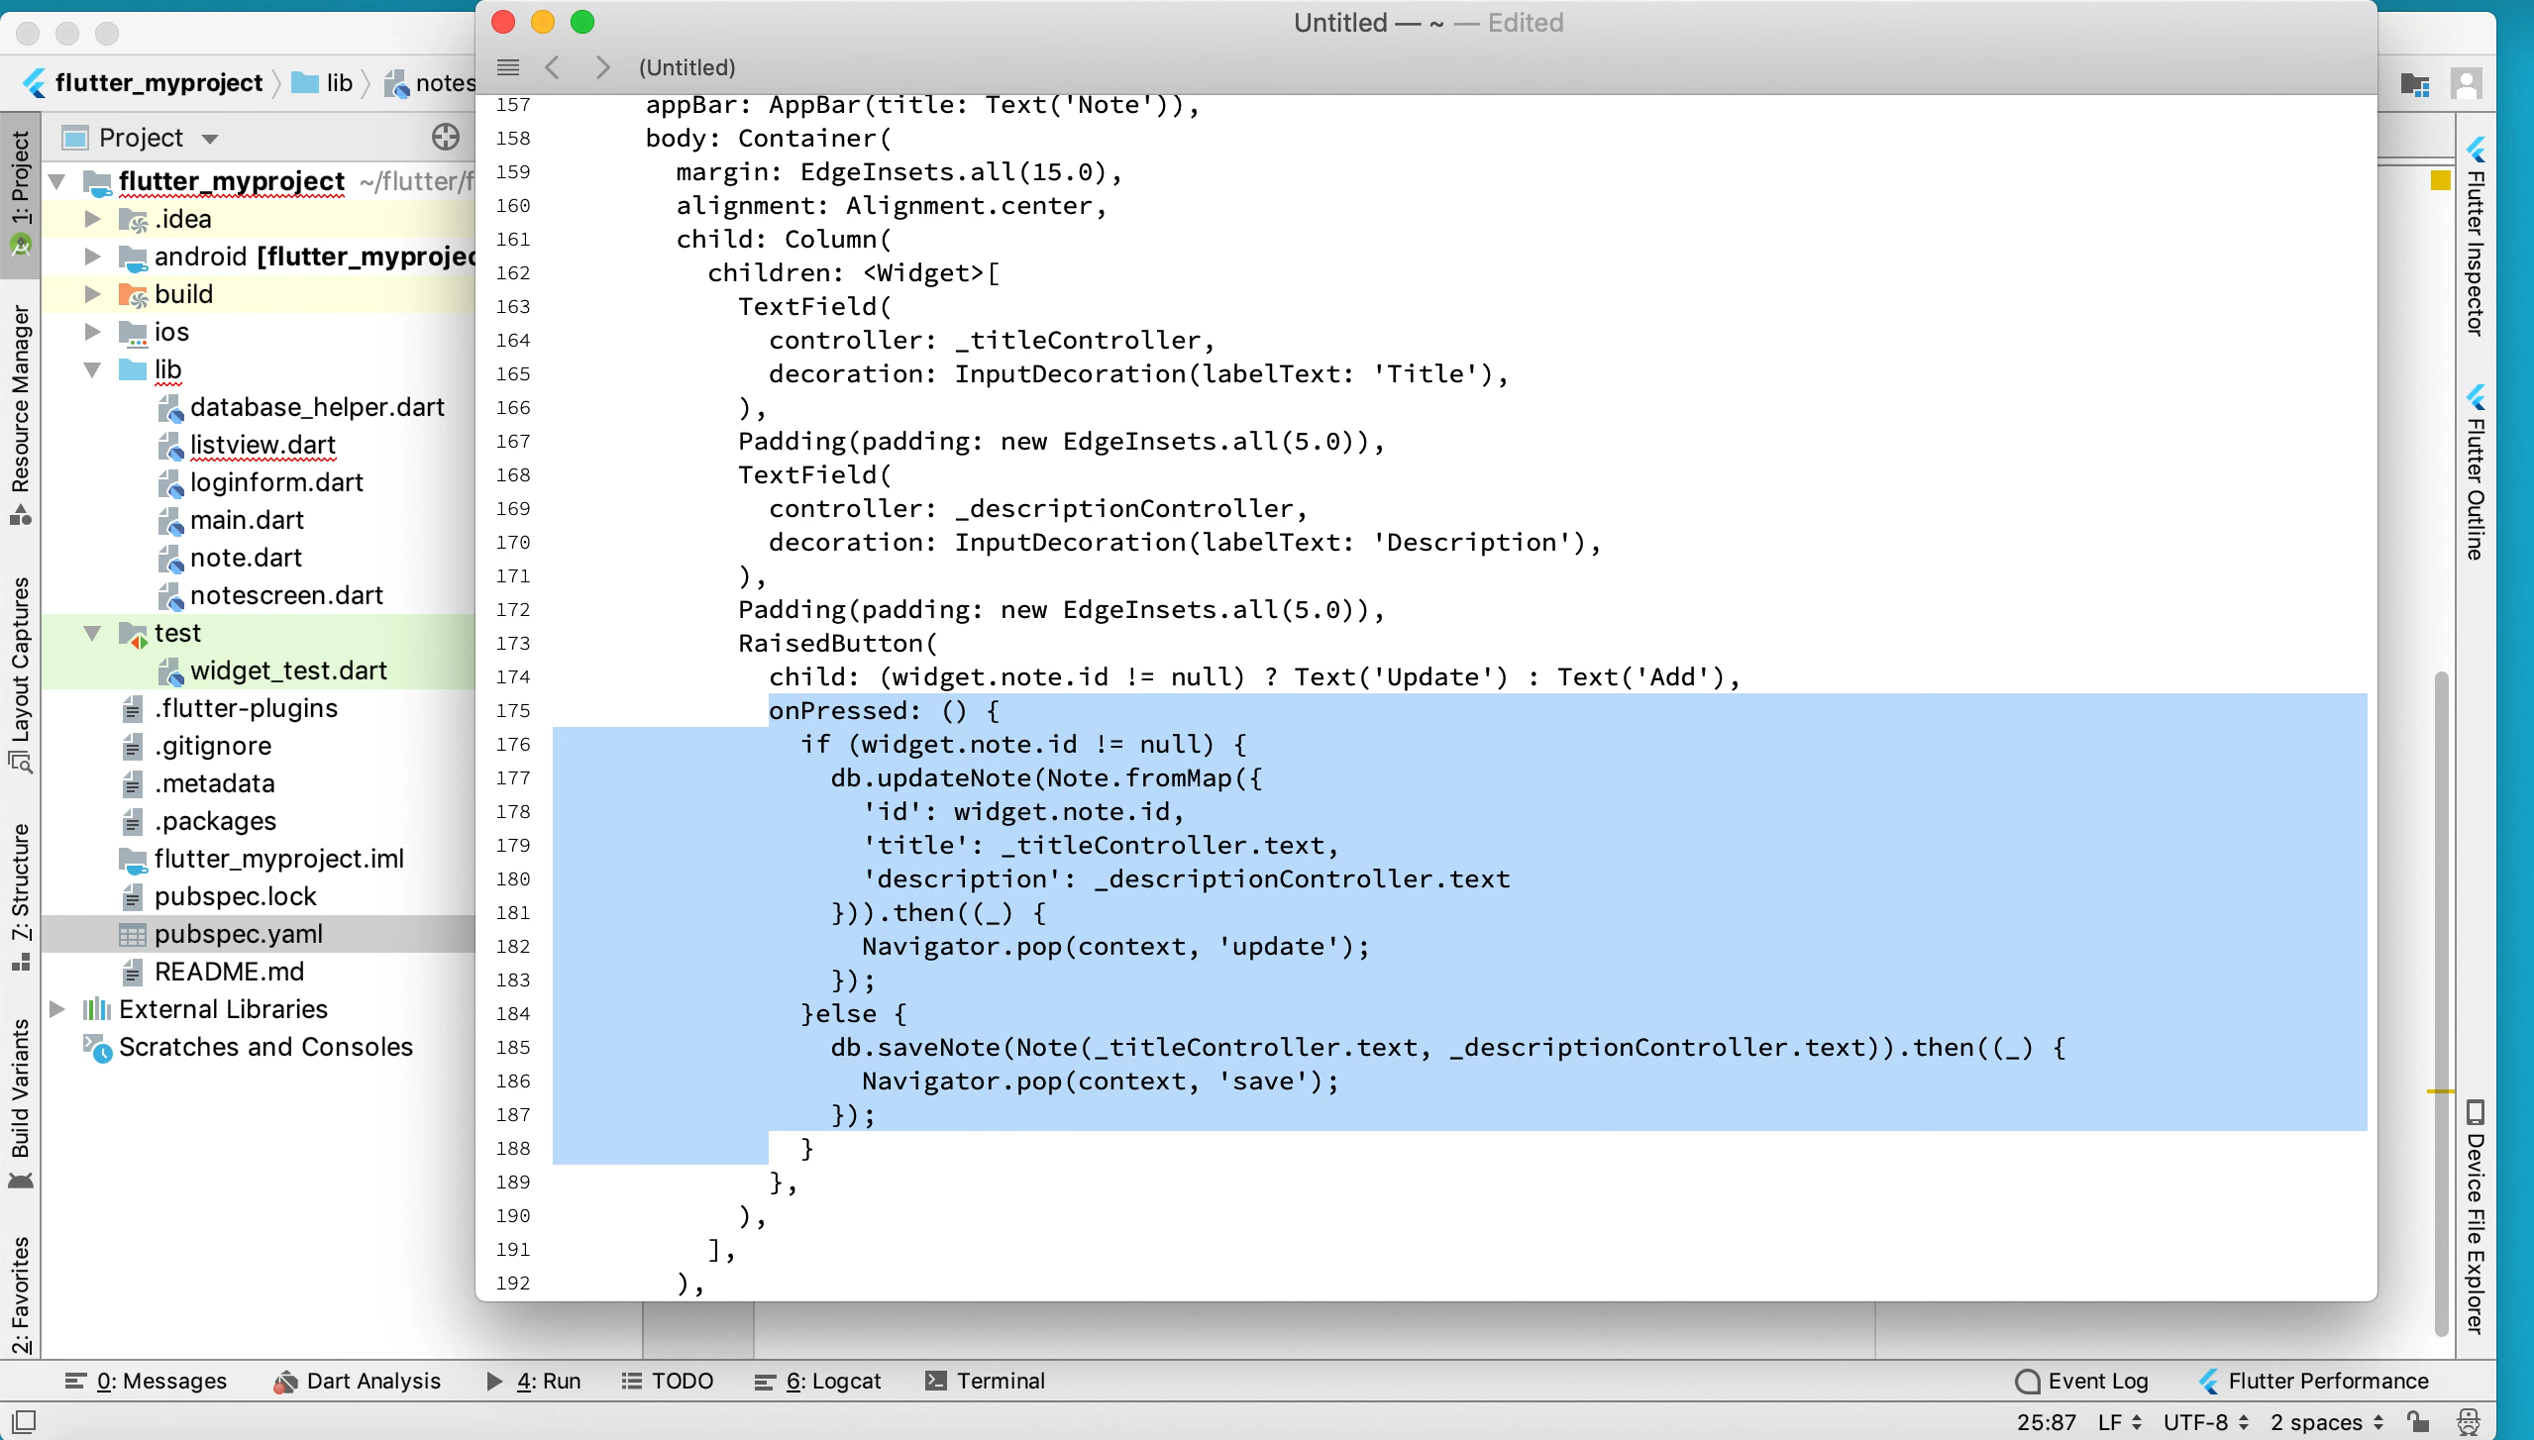 Untitled — ~ — Edited
(Untitled)
flutter_myproject
lib
notes
Project
flutter_myproject ~/flutter/f
.idea
android [flutter_myprojec
build
ios
lib
database_helper.dart
listview.dart
loginform.dart
main.dart
note.dart
notescreen.dart
test
widget_test.dart
.flutter-plugins
.gitignore
.metadata
.packages
flutter_myproject.iml
pubspec.lock
pubspec.yaml
README.md
External Libraries
Scratches and Consoles
1: Project
Resource Manager
Layout Captures
7: Structure
Build Variants
2: Favorites
157 appBar: AppBar(title: Text('Note')),
158 body: Container(
159 margin: EdgeInsets.all(15.0),
160 alignment: Alignment.center,
161 child: Column(
162 children: <Widget>[
163 TextField(
164 controller: _titleController,
165 decoration: InputDecoration(labelText: 'Title'),
166 ),
167 Padding(padding: new EdgeInsets.all(5.0)),
168 TextField(
169 controller: _descriptionController,
170 decoration: InputDecoration(labelText: 'Description'),
171 ),
172 Padding(padding: new EdgeInsets.all(5.0)),
173 RaisedButton(
174 child: (widget.note.id != null) ? Text('Update') : Text('Add'),
175 onPressed: () {
176 if (widget.note.id != null) {
177 db.updateNote(Note.fromMap({
178 'id': widget.note.id,
179 'title': _titleController.text,
180 'description': _descriptionController.text
181 })).then((_) {
182 Navigator.pop(context, 'update');
183 });
184 }else {
185 db.saveNote(Note(_titleController.text, _descriptionController.text)).then((_) {
186 Navigator.pop(context, 'save');
187 });
188 }
189 },
190 ),
191 ],
192 ),
Flutter Inspector
Flutter Outline
Device File Explorer
0: Messages
Dart Analysis
4: Run
TODO
6: Logcat
Terminal
Event Log
Flutter Performance
25:87
LF
UTF-8
2 spaces